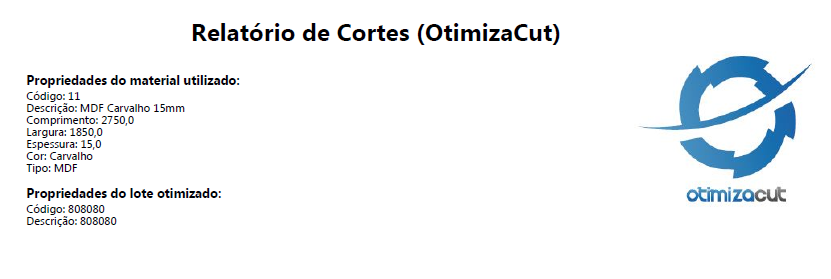 Relatório de Cortes (OtimizaCut)
Propriedades do material utilizado:
Código: 11
Descrição: MDF Carvalho 15mm
Comprimento: 2750,0
Largura: 1850,0
Espessura: 15,0
Cor: Carvalho
Tipo: MDF
Propriedades do lote otimizado:
Código: 808080
Descrição: 808080
otimizacut